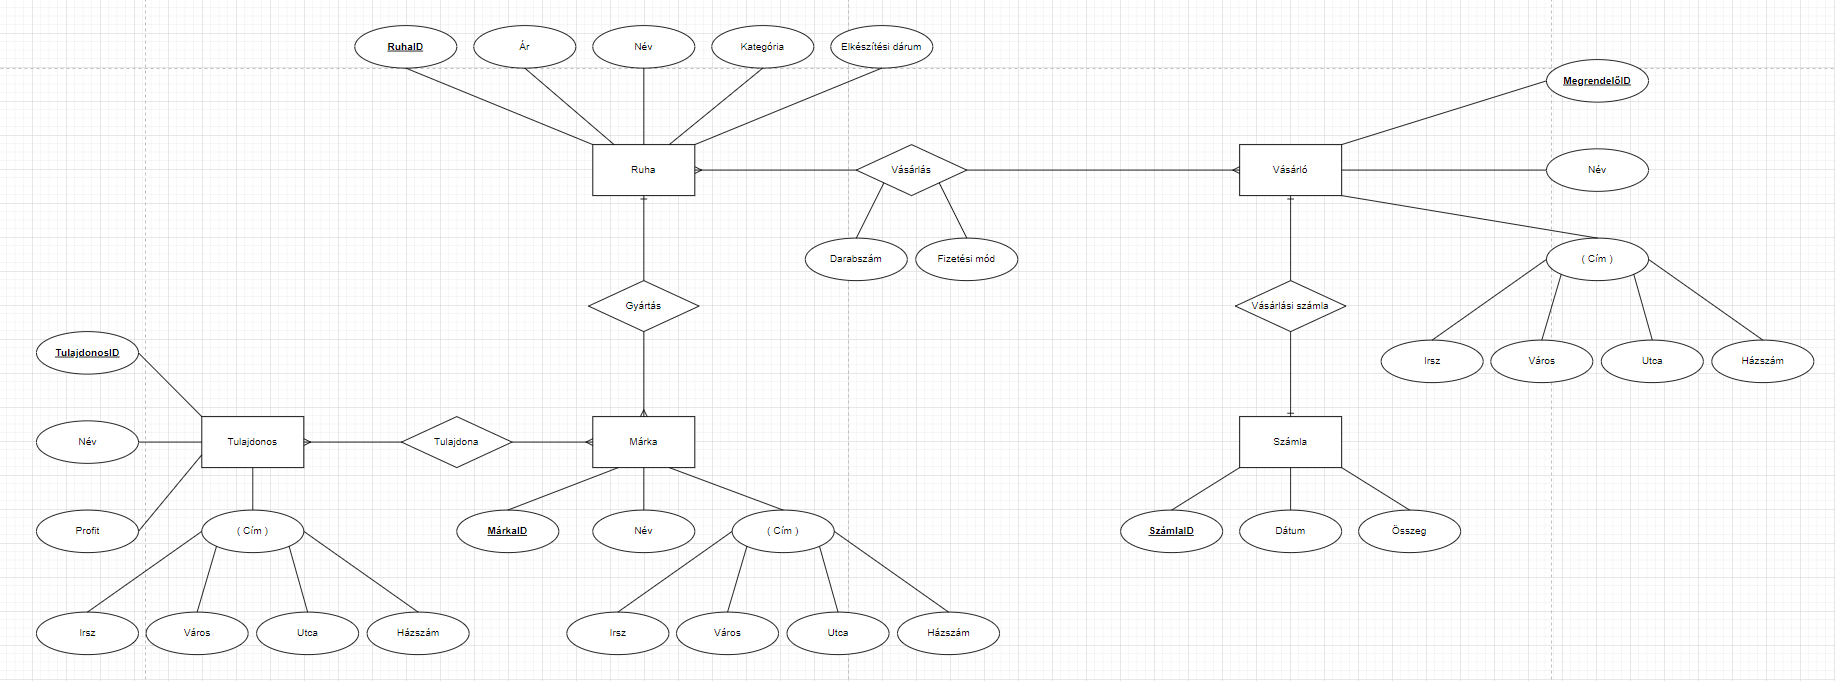 RuhaID
Ár
Név
Kategória
Elkészítési dárum
MegrendelőID
Ruha
Vásárlás
Vásárló
Név
Darabszám
Fizetési mód
( Cím )
Gyártás
Vásárlási számla
TulajdonosID
Irsz
Város
Utca
Házszám
Név
Tulajdonos
Tulajdona
Márka
Számla
Profit
( Cím )
MárkaID
Név
( Cím )
SzámlaID
Dátum
Összeg
Irsz
Város
Utca
Házszám
Irsz
Város
Utca
Házszám